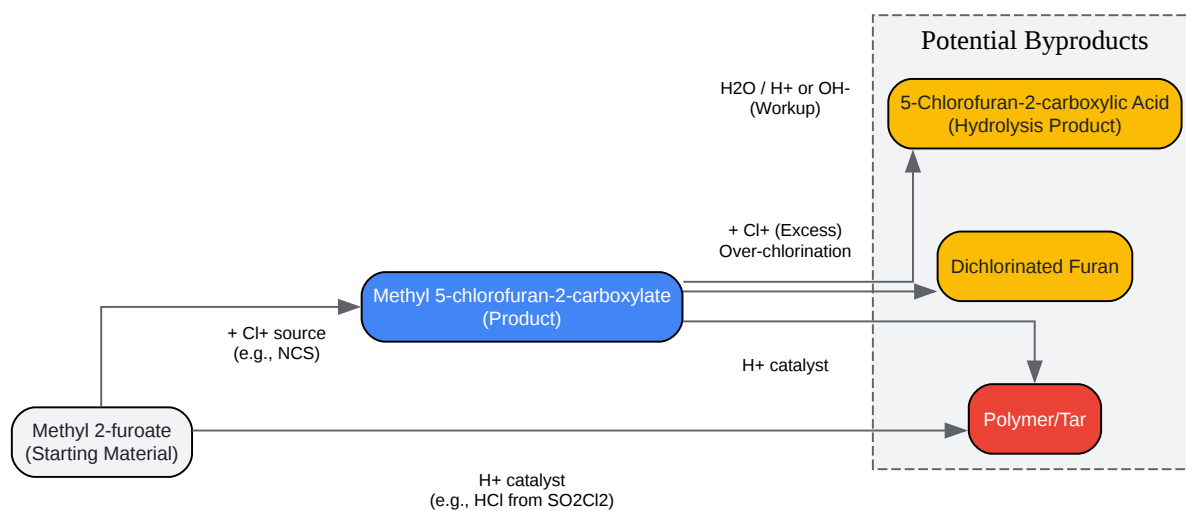 Potential Byproducts
H2O / H+ or OH-
(Workup)
5-Chlorofuran-2-carboxylic Acid
(Hydrolysis Product)
+ Cl+ (Excess)
Over-chlorination
Dichlorinated Furan
Methyl 5-chlorofuran-2-carboxylate
(Product)
+ Cl+ source
(e.g., NCS)
H+ catalyst
Methyl 2-furoate
(Starting Material)
Polymer/Tar
H+ catalyst
(e.g., HCl from SO2Cl2)